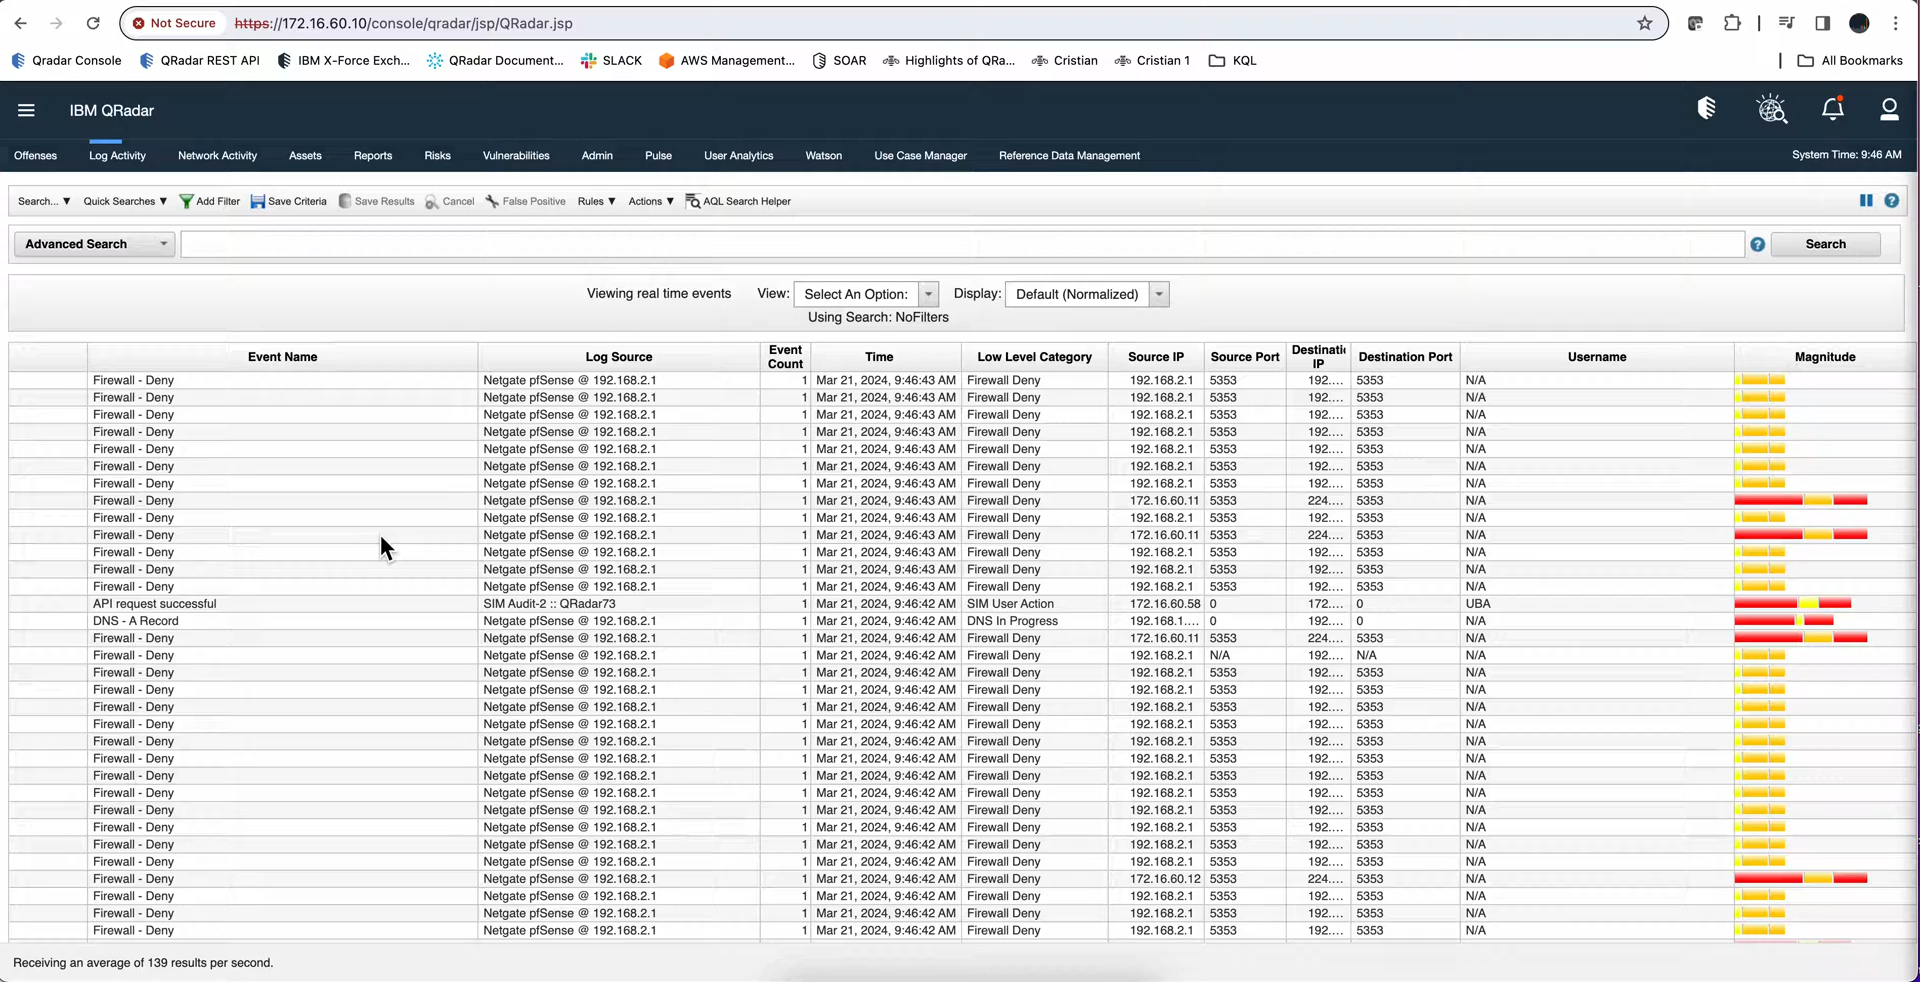 Not Secure https://172.16.60.10/console/qradar/jsp/QRadar.jsp
Qradar Console QRadar REST API IBM X-Force Exch... QRadar Document... SLACK AWS Management... SOAR Highlights of QRa... Cristian Cristian 1 KQL All Bookmarks
IBM QRadar
Offenses Log Activity Network Activity Assets Reports Risks Vulnerabilities Admin Pulse User Analytics Watson Use Case Manager Reference Data Management System Time: 9:46 AM
Search... ▼ Quick Searches ▼ Add Filter Save Criteria Save Results Cancel False Positive Rules ▼ Actions ▼ AQL Search Helper ?
Advanced Search ? Search
Viewing real time events View: Select An Option: Display: Default (Normalized)
Using Search: NoFilters
Event Name Log Source Event Count Time Low Level Category Source IP Source Port Destinati IP Destination Port Username Magnitude
Firewall - Deny Netgate pfSense @ 192.168.2.1 1 Mar 21, 2024, 9:46:43 AM Firewall Deny 192.168.2.1 5353 192.... 5353 N/A
Firewall - Deny Netgate pfSense @ 192.168.2.1 1 Mar 21, 2024, 9:46:43 AM Firewall Deny 192.168.2.1 5353 192.... 5353 N/A
Firewall - Deny Netgate pfSense @ 192.168.2.1 1 Mar 21, 2024, 9:46:43 AM Firewall Deny 192.168.2.1 5353 192.... 5353 N/A
Firewall - Deny Netgate pfSense @ 192.168.2.1 1 Mar 21, 2024, 9:46:43 AM Firewall Deny 192.168.2.1 5353 192.... 5353 N/A
Firewall - Deny Netgate pfSense @ 192.168.2.1 1 Mar 21, 2024, 9:46:43 AM Firewall Deny 192.168.2.1 5353 192.... 5353 N/A
Firewall - Deny Netgate pfSense @ 192.168.2.1 1 Mar 21, 2024, 9:46:43 AM Firewall Deny 192.168.2.1 5353 192.... 5353 N/A
Firewall - Deny Netgate pfSense @ 192.168.2.1 1 Mar 21, 2024, 9:46:43 AM Firewall Deny 192.168.2.1 5353 192.... 5353 N/A
Firewall - Deny Netgate pfSense @ 192.168.2.1 1 Mar 21, 2024, 9:46:43 AM Firewall Deny 172.16.60.11 5353 224.... 5353 N/A
Firewall - Deny Netgate pfSense @ 192.168.2.1 1 Mar 21, 2024, 9:46:43 AM Firewall Deny 192.168.2.1 5353 192.... 5353 N/A
Firewall - Deny Netgate pfSense @ 192.168.2.1 1 Mar 21, 2024, 9:46:43 AM Firewall Deny 172.16.60.11 5353 224.... 5353 N/A
Firewall - Deny Netgate pfSense @ 192.168.2.1 1 Mar 21, 2024, 9:46:43 AM Firewall Deny 192.168.2.1 5353 192.... 5353 N/A
Firewall - Deny Netgate pfSense @ 192.168.2.1 1 Mar 21, 2024, 9:46:43 AM Firewall Deny 192.168.2.1 5353 192.... 5353 N/A
Firewall - Deny Netgate pfSense @ 192.168.2.1 1 Mar 21, 2024, 9:46:43 AM Firewall Deny 192.168.2.1 5353 192.... 5353 N/A
API request successful SIM Audit-2 :: QRadar73 1 Mar 21, 2024, 9:46:42 AM SIM User Action 172.16.60.58 0 172.... 0 UBA
DNS - A Record Netgate pfSense @ 192.168.2.1 1 Mar 21, 2024, 9:46:42 AM DNS In Progress 192.168.1.... 0 192.... 0 N/A
Firewall - Deny Netgate pfSense @ 192.168.2.1 1 Mar 21, 2024, 9:46:42 AM Firewall Deny 172.16.60.11 5353 224.... 5353 N/A
Firewall - Deny Netgate pfSense @ 192.168.2.1 1 Mar 21, 2024, 9:46:42 AM Firewall Deny 192.168.2.1 N/A 192.... N/A N/A
Firewall - Deny Netgate pfSense @ 192.168.2.1 1 Mar 21, 2024, 9:46:42 AM Firewall Deny 192.168.2.1 5353 192.... 5353 N/A
Firewall - Deny Netgate pfSense @ 192.168.2.1 1 Mar 21, 2024, 9:46:42 AM Firewall Deny 192.168.2.1 5353 192.... 5353 N/A
Firewall - Deny Netgate pfSense @ 192.168.2.1 1 Mar 21, 2024, 9:46:42 AM Firewall Deny 192.168.2.1 5353 192.... 5353 N/A
Firewall - Deny Netgate pfSense @ 192.168.2.1 1 Mar 21, 2024, 9:46:42 AM Firewall Deny 192.168.2.1 5353 192.... 5353 N/A
Firewall - Deny Netgate pfSense @ 192.168.2.1 1 Mar 21, 2024, 9:46:42 AM Firewall Deny 192.168.2.1 5353 192.... 5353 N/A
Firewall - Deny Netgate pfSense @ 192.168.2.1 1 Mar 21, 2024, 9:46:42 AM Firewall Deny 192.168.2.1 5353 192.... 5353 N/A
Firewall - Deny Netgate pfSense @ 192.168.2.1 1 Mar 21, 2024, 9:46:42 AM Firewall Deny 192.168.2.1 5353 192.... 5353 N/A
Firewall - Deny Netgate pfSense @ 192.168.2.1 1 Mar 21, 2024, 9:46:42 AM Firewall Deny 192.168.2.1 5353 192.... 5353 N/A
Firewall - Deny Netgate pfSense @ 192.168.2.1 1 Mar 21, 2024, 9:46:42 AM Firewall Deny 192.168.2.1 5353 192.... 5353 N/A
Firewall - Deny Netgate pfSense @ 192.168.2.1 1 Mar 21, 2024, 9:46:42 AM Firewall Deny 192.168.2.1 5353 192.... 5353 N/A
Firewall - Deny Netgate pfSense @ 192.168.2.1 1 Mar 21, 2024, 9:46:42 AM Firewall Deny 192.168.2.1 5353 192.... 5353 N/A
Firewall - Deny Netgate pfSense @ 192.168.2.1 1 Mar 21, 2024, 9:46:42 AM Firewall Deny 192.168.2.1 5353 192.... 5353 N/A
Firewall - Deny Netgate pfSense @ 192.168.2.1 1 Mar 21, 2024, 9:46:42 AM Firewall Deny 172.16.60.12 5353 224.... 5353 N/A
Firewall - Deny Netgate pfSense @ 192.168.2.1 1 Mar 21, 2024, 9:46:42 AM Firewall Deny 192.168.2.1 5353 192.... 5353 N/A
Firewall - Deny Netgate pfSense @ 192.168.2.1 1 Mar 21, 2024, 9:46:42 AM Firewall Deny 192.168.2.1 5353 192.... 5353 N/A
Firewall - Deny Netgate pfSense @ 192.168.2.1 1 Mar 21, 2024, 9:46:42 AM Firewall Deny 192.168.2.1 5353 192.... 5353 N/A
Receiving an average of 139 results per second.